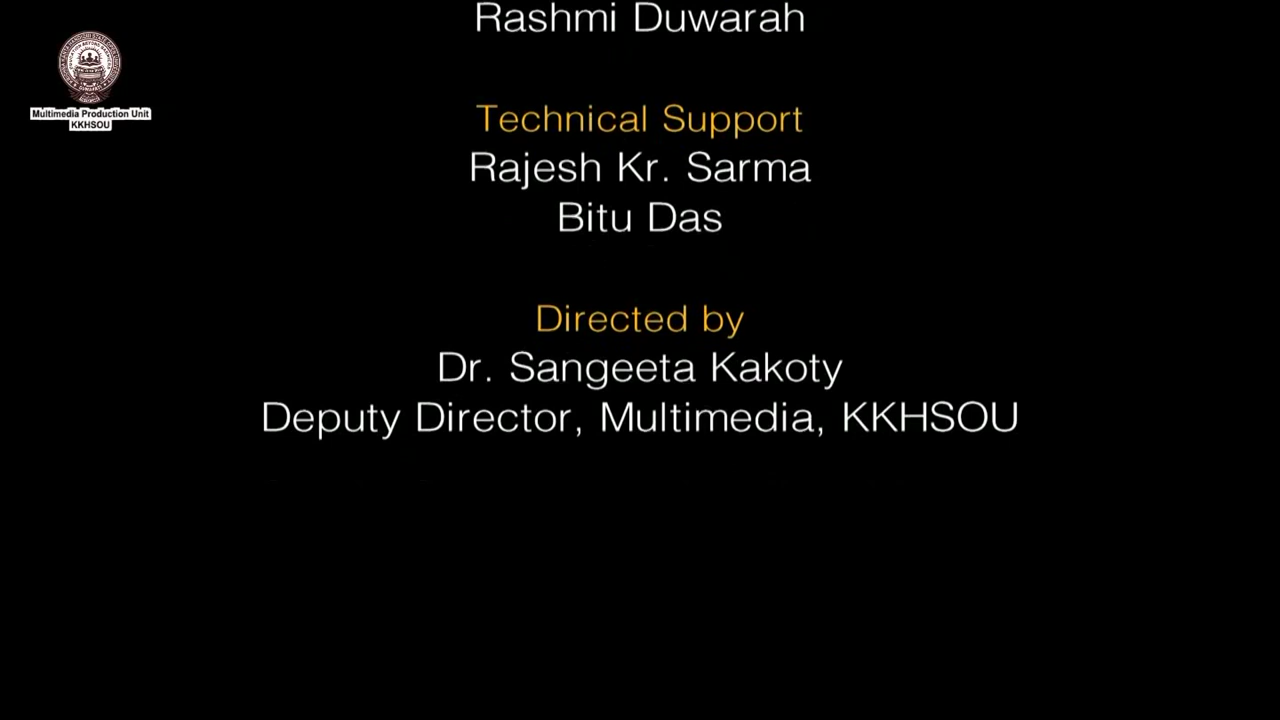 Rashmi Duwarah
Multimedia Production Unit
KKHSOU
Technical Support
Rajesh Kr. Sarma
Bitu Das
Directed by
Dr. Sangeeta Kakoty
Deputy Director, Multimedia, KKHSOU